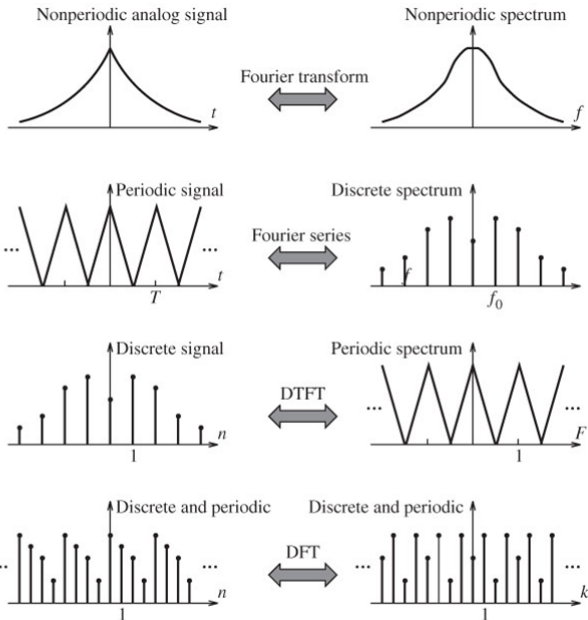 Nonperiodic analog signal
Nonperiodic spectrum
Fourier transform
t
f
Periodic signal
Discrete spectrum
Fourier series
...
...
t
T
f
f₀
Discrete signal
Periodic spectrum
DTFT
...
...
n
F
1
1
Discrete and periodic
Discrete and periodic
DFT
...
...
...
...
n
k
1
1